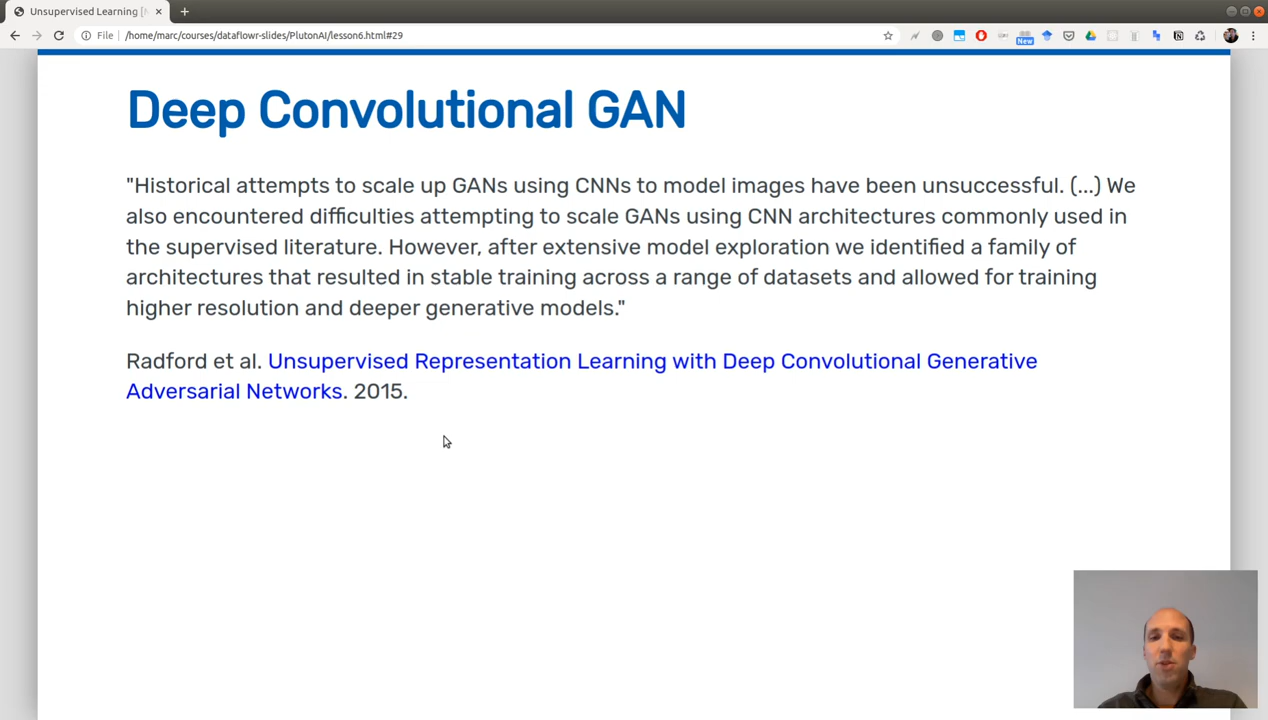 Unsupervised Learning [
File
/home/marc/courses/dataflowr-slides/PlutonAI/lesson6.html#29
New
Deep Convolutional GAN
"Historical attempts to scale up GANs using CNNs to model images have been unsuccessful. (...) We
also encountered difficulties attempting to scale GANs using CNN architectures commonly used in
the supervised literature. However, after extensive model exploration we identified a family of
architectures that resulted in stable training across a range of datasets and allowed for training
higher resolution and deeper generative models."
Radford et al. Unsupervised Representation Learning with Deep Convolutional Generative
Adversarial Networks. 2015.